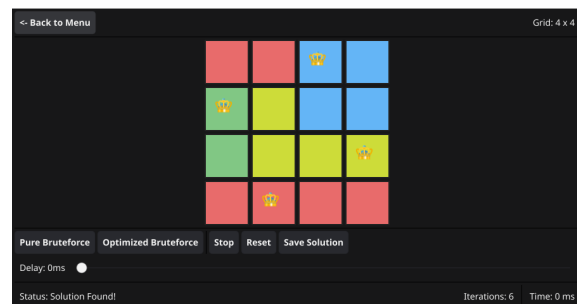 <- Back to Menu Grid: 4 x 4
Pure Bruteforce Optimized Bruteforce Stop Reset Save Solution
Delay: 0ms
Status: Solution Found! Iterations: 6 Time: 0 ms